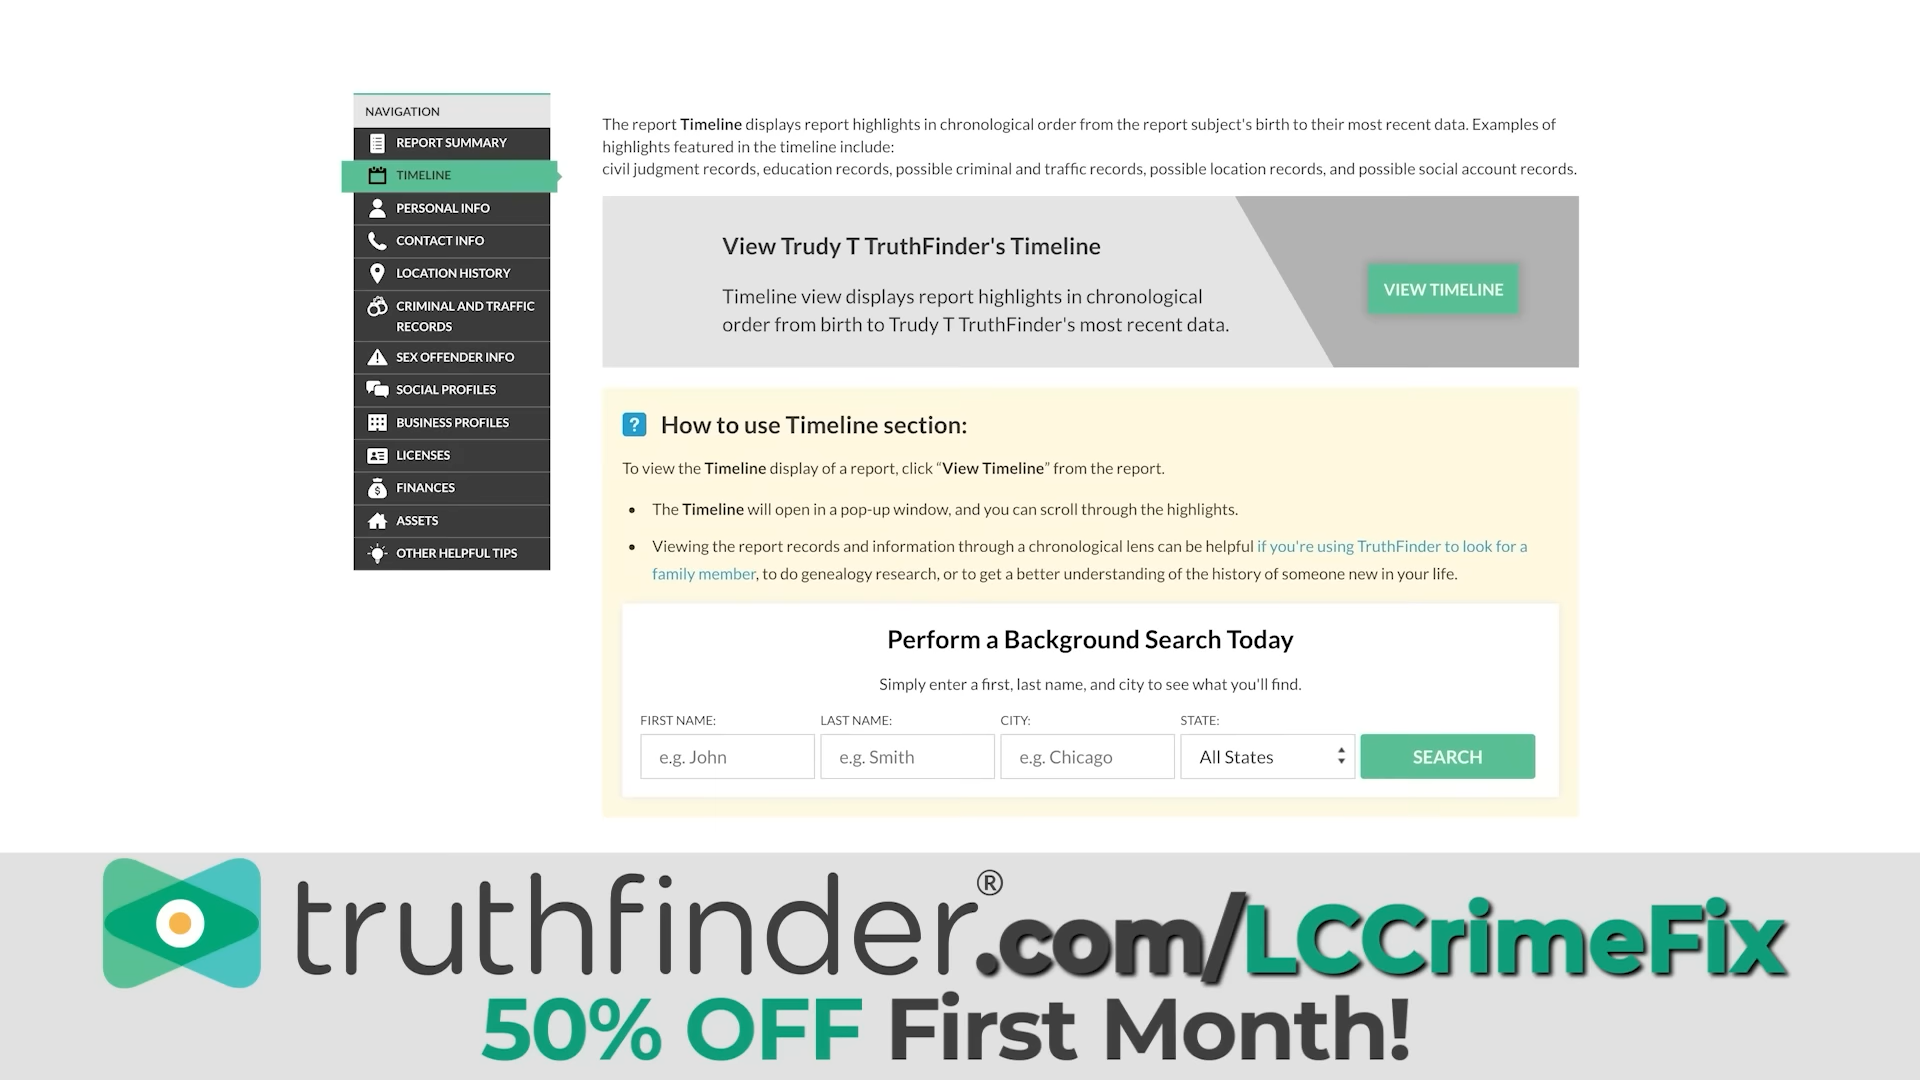 NAVIGATION
REPORT SUMMARY
TIMELINE
PERSONAL INFO
CONTACT INFO
LOCATION HISTORY
CRIMINAL AND TRAFFIC
RECORDS
SEX OFFENDER INFO
SOCIAL PROFILES
BUSINESS PROFILES
LICENSES
FINANCES
ASSETS
OTHER HELPFUL TIPS
The report Timeline displays report highlights in chronological order from the report subject's birth to their most recent data. Examples of
highlights featured in the timeline include:
civil judgment records, education records, possible criminal and traffic records, possible location records, and possible social account records.
View Trudy T TruthFinder's Timeline
Timeline view displays report highlights in chronological
order from birth to Trudy T TruthFinder's most recent data.
VIEW TIMELINE
? How to use Timeline section:
To view the Timeline display of a report, click “View Timeline” from the report.
• The Timeline will open in a pop-up window, and you can scroll through the highlights.
• Viewing the report records and information through a chronological lens can be helpful if you're using TruthFinder to look for a
family member, to do genealogy research, or to get a better understanding of the history of someone new in your life.
Perform a Background Search Today
Simply enter a first, last name, and city to see what you'll find.
FIRST NAME: LAST NAME: CITY: STATE:
e.g. John e.g. Smith e.g. Chicago All States SEARCH
truthfinder®.com/LCCrimeFix
50% OFF First Month!